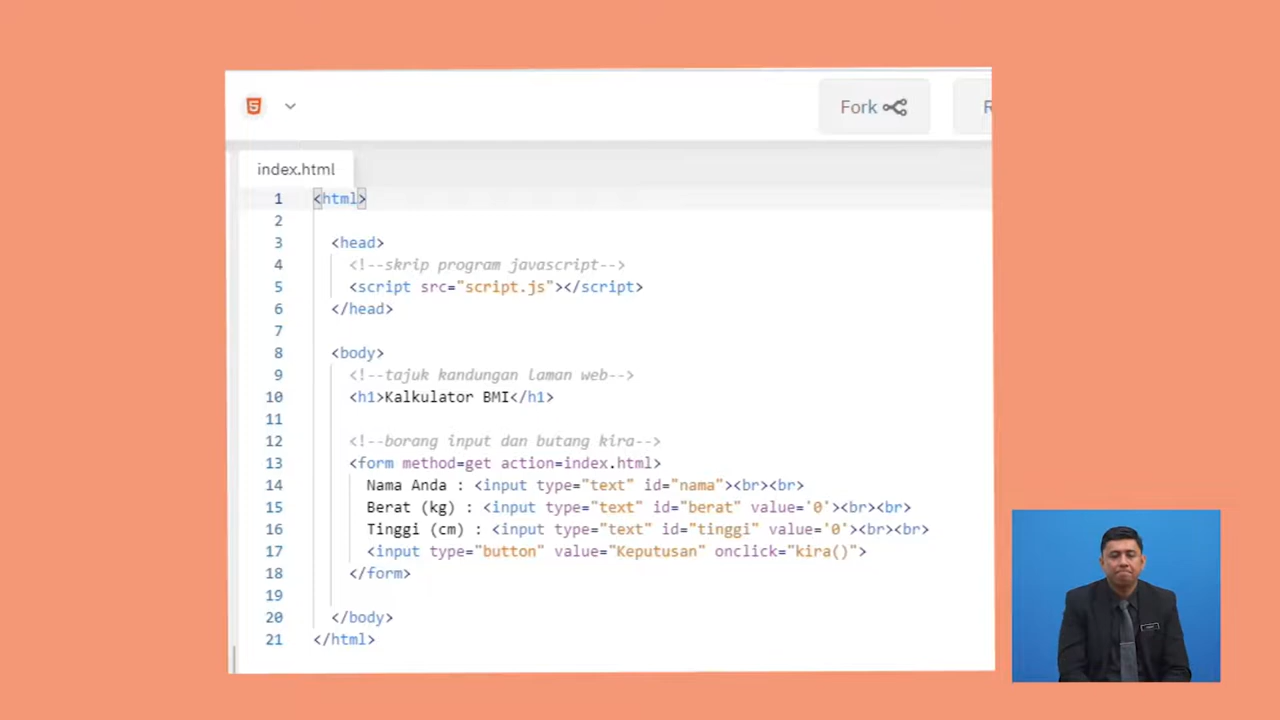 Fork
index.html
1 <html>
2
3 <head>
4 <!--skrip program javascript-->
5 <script src="script.js"></script>
6 </head>
7
8 <body>
9 <!--tajuk kandungan laman web-->
10 <h1>Kalkulator BMI</h1>
11
12 <!--borang input dan butang kira-->
13 <form method=get action=index.html>
14 Nama Anda : <input type="text" id="nama"><br><br>
15 Berat (kg) : <input type="text" id="berat" value='0'><br><br>
16 Tinggi (cm) : <input type="text" id="tinggi" value='0'><br><br>
17 <input type="button" value="Keputusan" onclick="kira()">
18 </form>
19
20 </body>
21 </html>